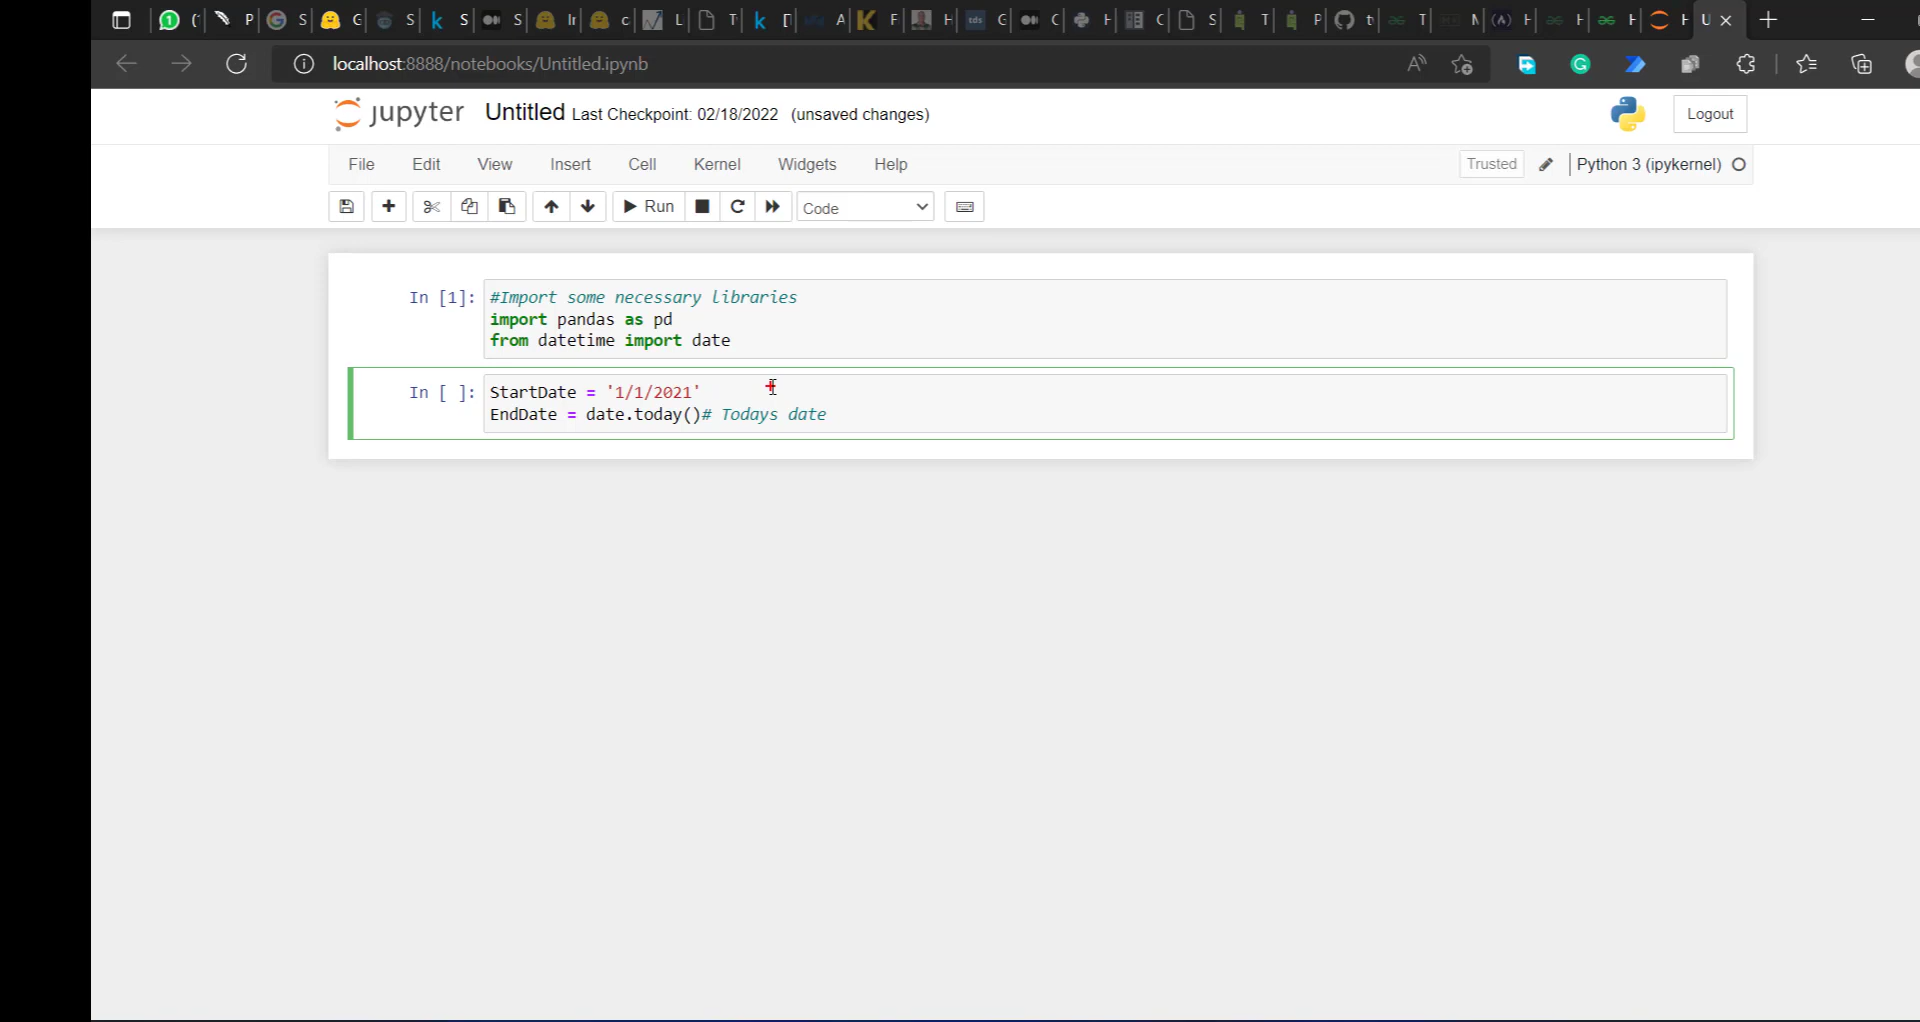 localhost:8888/notebooks/Untitled.ipynb
jupyter Untitled Last Checkpoint: 02/18/2022 (unsaved changes)
Logout
File Edit View Insert Cell Kernel Widgets Help
Trusted Python 3 (ipykernel)
Run Code
In [1]: #Import some necessary libraries
import pandas as pd
from datetime import date
In [ ]: StartDate = '1/1/2021'
EndDate = date.today()# Todays date